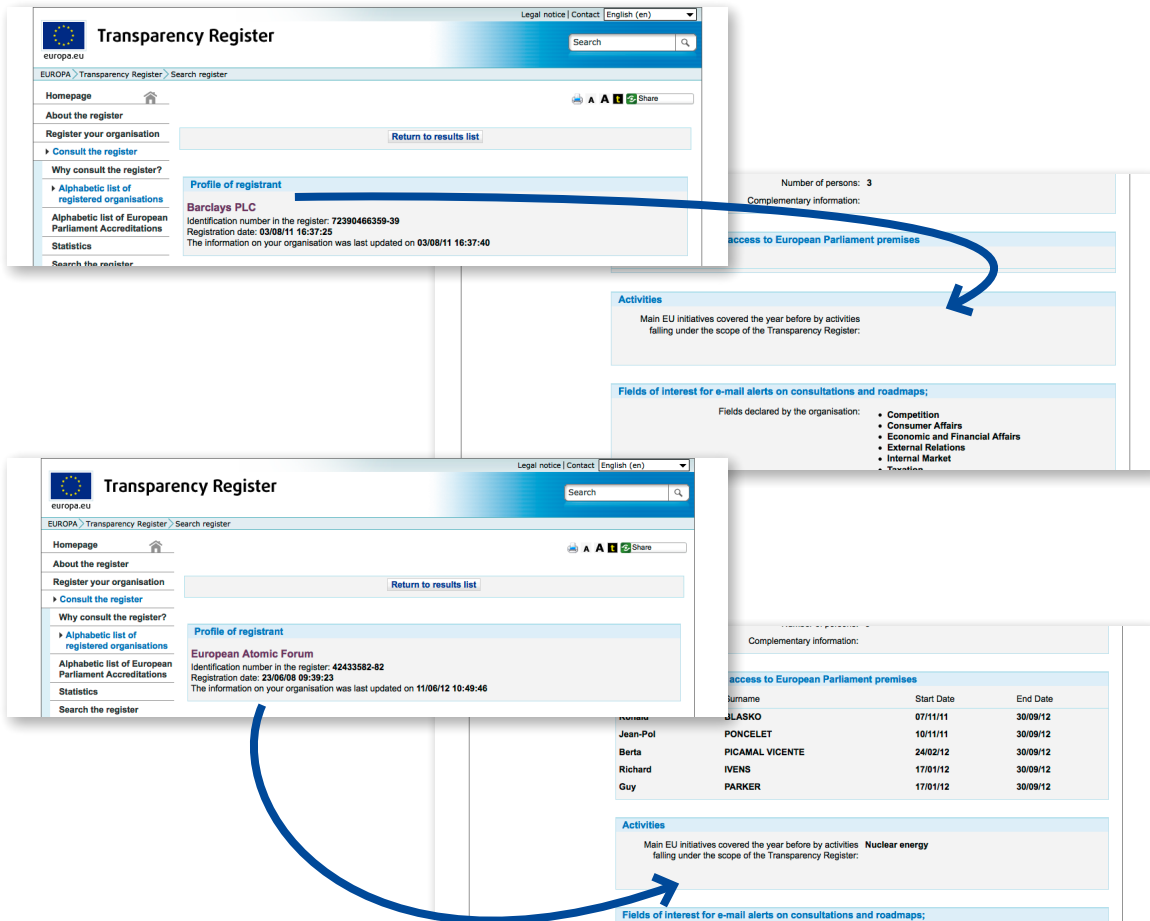 Legal notice | Contact English (en)
Transparency Register
Search
europa.eu
EUROPA Transparency Register Search register
Homepage
A A t Share
About the register
Register your organisation
Return to results list
Consult the register
Why consult the register?
Alphabetic list of
registered organisations
Alphabetic list of European
Parliament Accreditations
Statistics
Search the register
Profile of registrant
Barclays PLC
Identification number in the register: 72390466359-39
Registration date: 03/08/11 16:37:25
The information on your organisation was last updated on 03/08/11 16:37:40
Number of persons: 3
Complementary information:
access to European Parliament premises
Activities
Main EU initiatives covered the year before by activities
falling under the scope of the Transparency Register:
Fields of interest for e-mail alerts on consultations and roadmaps;
Fields declared by the organisation:
• Competition
• Consumer Affairs
• Economic and Financial Affairs
• External Relations
• Internal Market
• Taxation
Legal notice | Contact English (en)
Transparency Register
Search
europa.eu
EUROPA Transparency Register Search register
Homepage
A A t Share
About the register
Register your organisation
Return to results list
Consult the register
Why consult the register?
Alphabetic list of
registered organisations
Alphabetic list of European
Parliament Accreditations
Statistics
Search the register
Profile of registrant
European Atomic Forum
Identification number in the register: 42433582-82
Registration date: 23/06/08 09:39:23
The information on your organisation was last updated on 11/06/12 10:49:46
Complementary information:
access to European Parliament premises
Surname Start Date End Date
Ronald BLASKO 07/11/11 30/09/12
Jean-Pol PONCELET 10/11/11 30/09/12
Berta PICAMAL VICENTE 24/02/12 30/09/12
Richard IVENS 17/01/12 30/09/12
Guy PARKER 17/01/12 30/09/12
Activities
Main EU initiatives covered the year before by activities Nuclear energy
falling under the scope of the Transparency Register:
Fields of interest for e-mail alerts on consultations and roadmaps;